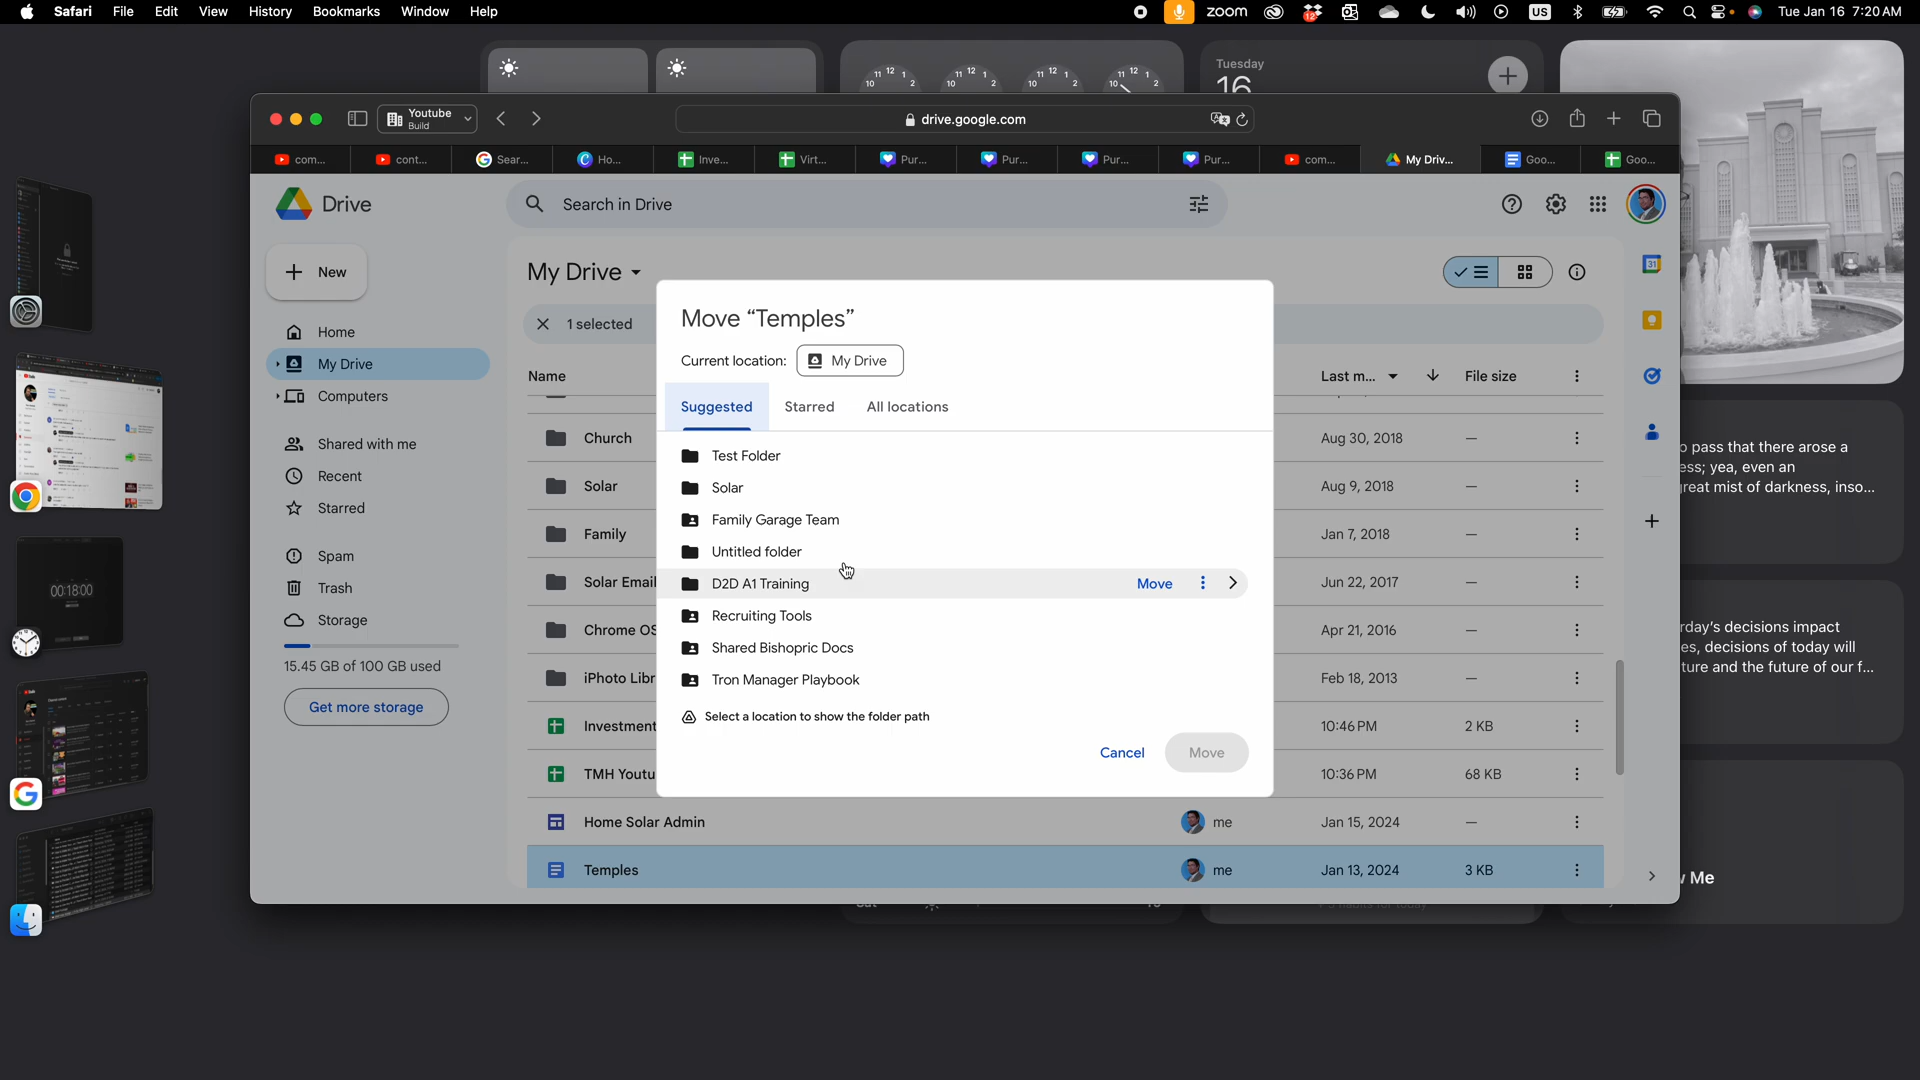 Safari File Edit View History Bookmarks Window Help
zoom 12 US Tue Jan 16 7:20 AM
Tuesday
16
Youtube
Build
drive.google.com
com...
cont...
Sear...
Ho...
Inve...
Virt...
Pur...
Pur...
Pur...
Pur...
com...
My Driv...
Goo...
Goo...
Drive
Search in Drive
New
Home
My Drive
Computers
Shared with me
Recent
Starred
Spam
Trash
Storage
15.45 GB of 100 GB used
Get more storage
My Drive
1 selected
Name
Last m...
File size
Church
Aug 30, 2018
—
Solar
Aug 9, 2018
—
Family
Jan 7, 2018
—
Solar Email
Jun 22, 2017
—
Chrome OS
Apr 21, 2016
—
iPhoto Libr
Feb 18, 2013
—
Investment
10:46 PM
2 KB
TMH Youtu
10:36 PM
68 KB
Home Solar Admin
me
Jan 15, 2024
—
Temples
me
Jan 13, 2024
3 KB
Move “Temples”
Current location: My Drive
Suggested
Starred
All locations
Test Folder
Solar
Family Garage Team
Untitled folder
D2D A1 Training
Move
Recruiting Tools
Shared Bishopric Docs
Tron Manager Playbook
Select a location to show the folder path
Cancel
Move
31
o pass that there arose a
ess; yea, even an
reat mist of darkness, inso...
rday’s decisions impact
es, decisions of today will
ture and the future of our f...
Me
00:18:00